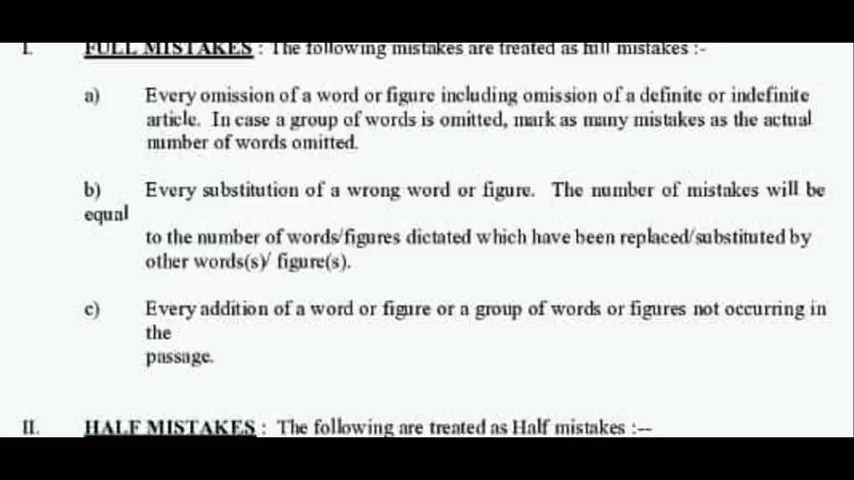 I. FULL MISTAKES : The following mistakes are treated as full mistakes :-
a) Every omission of a word or figure including omission of a definite or indefinite
article. In case a group of words is omitted, mark as many mistakes as the actual
number of words omitted.
b) Every substitution of a wrong word or figure. The number of mistakes will be
equal
to the number of words/figures dictated which have been replaced/substituted by
other words(s)/ figure(s).
c) Every addition of a word or figure or a group of words or figures not occurring in
the
passage.
II. HALF MISTAKES : The following are treated as Half mistakes :--